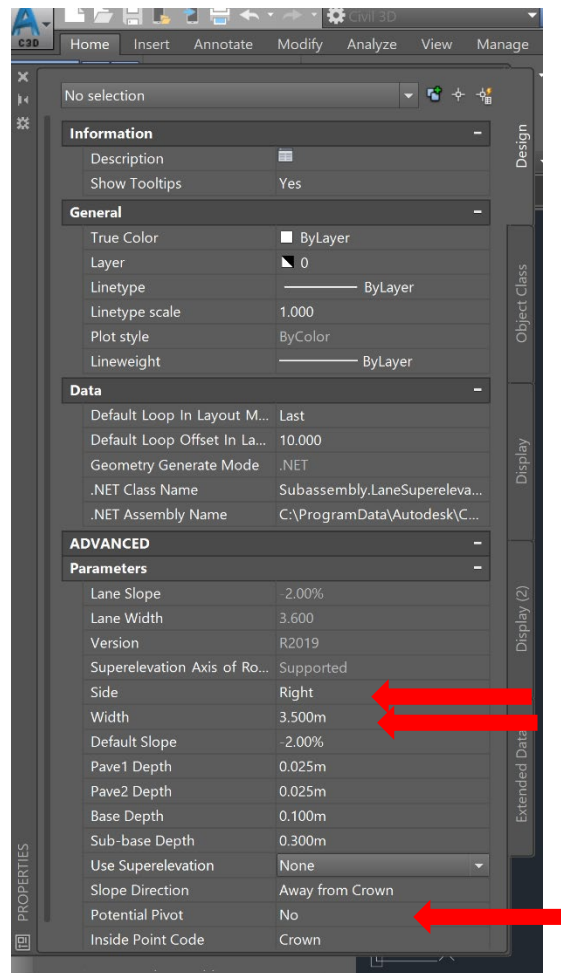 C3D
Civil 3D
Home Insert Annotate Modify Analyze View Manage
No selection
Information
Description
Show Tooltips Yes
General
True Color ByLayer
Layer 0
Linetype ByLayer
Linetype scale 1.000
Plot style ByColor
Lineweight ByLayer
Data
Default Loop In Layout M... Last
Default Loop Offset In La... 10.000
Geometry Generate Mode .NET
.NET Class Name Subassembly.LaneSupereleva...
.NET Assembly Name C:\ProgramData\Autodesk\C...
ADVANCED
Parameters
Lane Slope -2.00%
Lane Width 3.600
Version R2019
Superelevation Axis of Ro... Supported
Side Right
Width 3.500m
Default Slope -2.00%
Pave1 Depth 0.025m
Pave2 Depth 0.025m
Base Depth 0.100m
Sub-base Depth 0.300m
Use Superelevation None
Slope Direction Away from Crown
Potential Pivot No
Inside Point Code Crown
Design
Object Class
Display
Display (2)
Extended Data
PROPERTIES